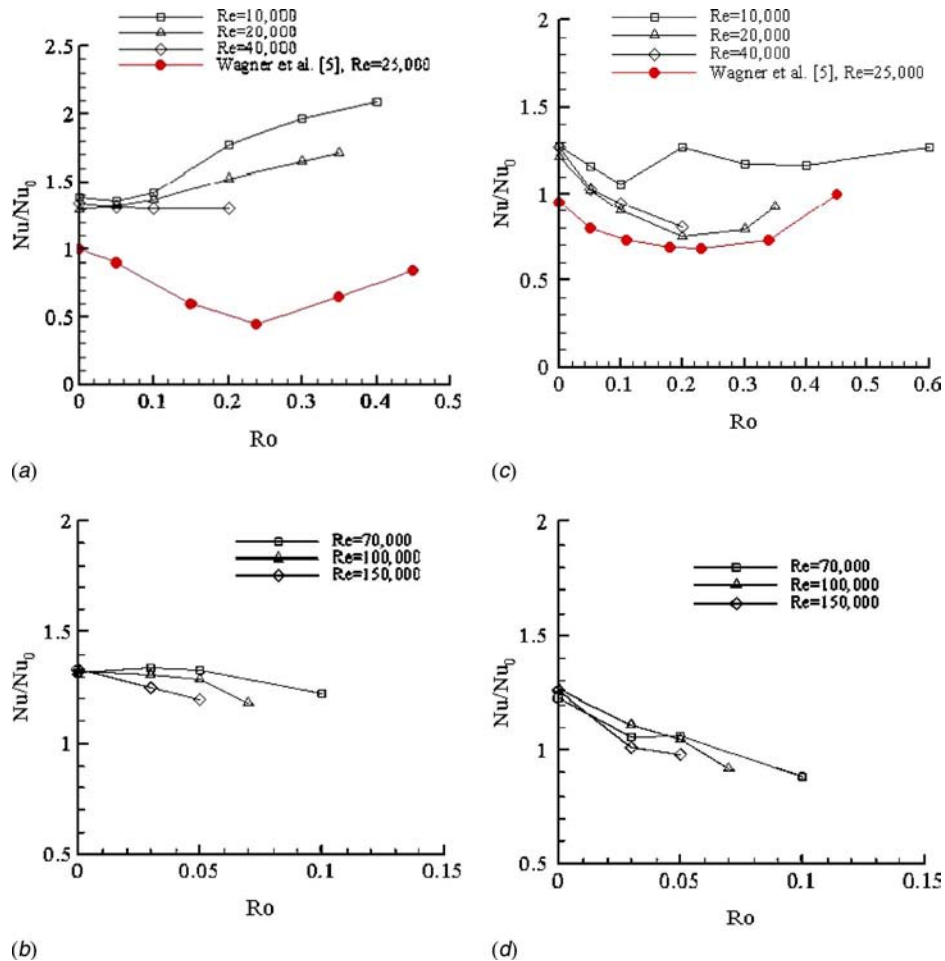 Re=10,000
Re=20,000
Re=40,000
Wagner et al. [5], Re=25,000
2.5
2
1.5
1
0.5
0
Nu/Nu0
0 0.1 0.2 0.3 0.4 0.5
Ro
(a)
Re=10,000
Re=20,000
Re=40,000
Wagner et al. [5], Re=25,000
2
1.5
1
0.5
0
Nu/Nu0
0 0.1 0.2 0.3 0.4 0.5 0.6
Ro
(c)
Re=70,000
Re=100,000
Re=150,000
2
1.5
1
0.5
Nu/Nu0
0 0.05 0.1 0.15
Ro
(b)
Re=70,000
Re=100,000
Re=150,000
2
1.5
1
0.5
Nu/Nu0
0 0.05 0.1 0.15
Ro
(d)